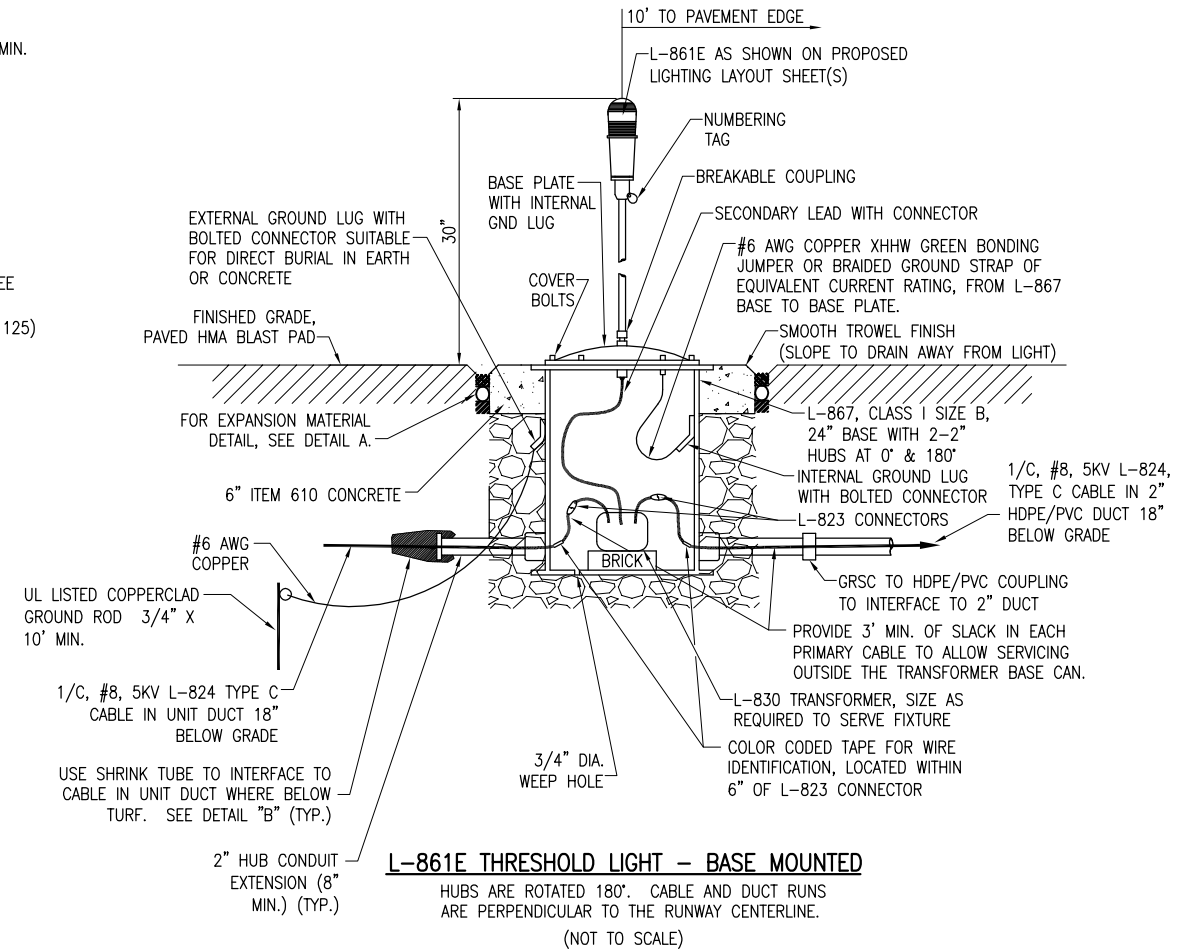 MIN.
EE
125)
10' TO PAVEMENT EDGE
L-861E AS SHOWN ON PROPOSED
LIGHTING LAYOUT SHEET(S)
NUMBERING
TAG
BASE PLATE
WITH INTERNAL
GND LUG
BREAKABLE COUPLING
30"
EXTERNAL GROUND LUG WITH
BOLTED CONNECTOR SUITABLE
FOR DIRECT BURIAL IN EARTH
OR CONCRETE
SECONDARY LEAD WITH CONNECTOR
#6 AWG COPPER XHHW GREEN BONDING
JUMPER OR BRAIDED GROUND STRAP OF
EQUIVALENT CURRENT RATING, FROM L-867
BASE TO BASE PLATE.
COVER
BOLTS
FINISHED GRADE,
PAVED HMA BLAST PAD
SMOOTH TROWEL FINISH
(SLOPE TO DRAIN AWAY FROM LIGHT)
FOR EXPANSION MATERIAL
DETAIL, SEE DETAIL A.
L-867, CLASS I SIZE B,
24" BASE WITH 2-2"
HUBS AT 0° & 180°
INTERNAL GROUND LUG
WITH BOLTED CONNECTOR
6" ITEM 610 CONCRETE
L-823 CONNECTORS
1/C, #8, 5KV L-824,
TYPE C CABLE IN 2"
HDPE/PVC DUCT 18"
BELOW GRADE
#6 AWG
COPPER
BRICK
GRSC TO HDPE/PVC COUPLING
TO INTERFACE TO 2" DUCT
UL LISTED COPPERCLAD
GROUND ROD 3/4" X
10' MIN.
PROVIDE 3' MIN. OF SLACK IN EACH
PRIMARY CABLE TO ALLOW SERVICING
OUTSIDE THE TRANSFORMER BASE CAN.
1/C, #8, 5KV L-824 TYPE C
CABLE IN UNIT DUCT 18"
BELOW GRADE
L-830 TRANSFORMER, SIZE AS
REQUIRED TO SERVE FIXTURE
3/4" DIA.
WEEP HOLE
COLOR CODED TAPE FOR WIRE
IDENTIFICATION, LOCATED WITHIN
6" OF L-823 CONNECTOR
USE SHRINK TUBE TO INTERFACE TO
CABLE IN UNIT DUCT WHERE BELOW
TURF. SEE DETAIL "B" (TYP.)
2" HUB CONDUIT
EXTENSION (8"
MIN.) (TYP.)
L-861E THRESHOLD LIGHT - BASE MOUNTED
HUBS ARE ROTATED 180°. CABLE AND DUCT RUNS
ARE PERPENDICULAR TO THE RUNWAY CENTERLINE.
(NOT TO SCALE)